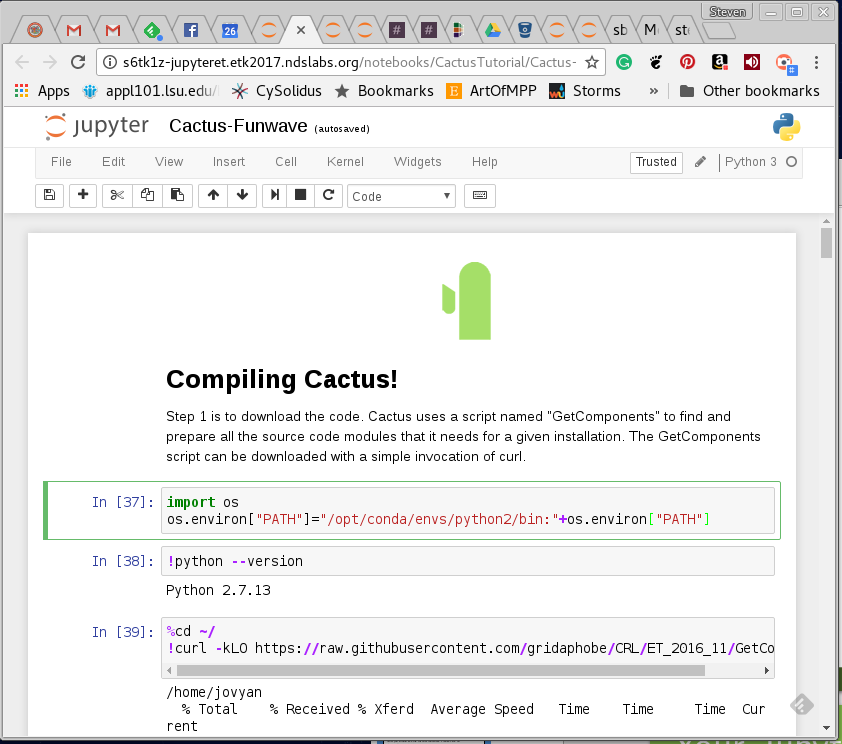 Steven
26
#
#
sb
M
st
s6tk1z-jupyteret.etk2017.ndslabs.org/notebooks/CactusTutorial/Cactus-
Apps appl101.lsu.edu/ CySolidus Bookmarks E ArtOfMPP Storms » Other bookmarks
jupyter Cactus-Funwave (autosaved)
File Edit View Insert Cell Kernel Widgets Help Trusted Python 3
Code
Compiling Cactus!
Step 1 is to download the code. Cactus uses a script named "GetComponents" to find and
prepare all the source code modules that it needs for a given installation. The GetComponents
script can be downloaded with a simple invocation of curl.
In [37]: import os
os.environ["PATH"]="/opt/conda/envs/python2/bin:"+os.environ["PATH"]
In [38]: !python --version
Python 2.7.13
In [39]: %cd ~/
!curl -kLO https://raw.githubusercontent.com/gridaphobe/CRL/ET_2016_11/GetCo
/home/jovyan
% Total % Received % Xferd Average Speed Time Time Time Cur
rent